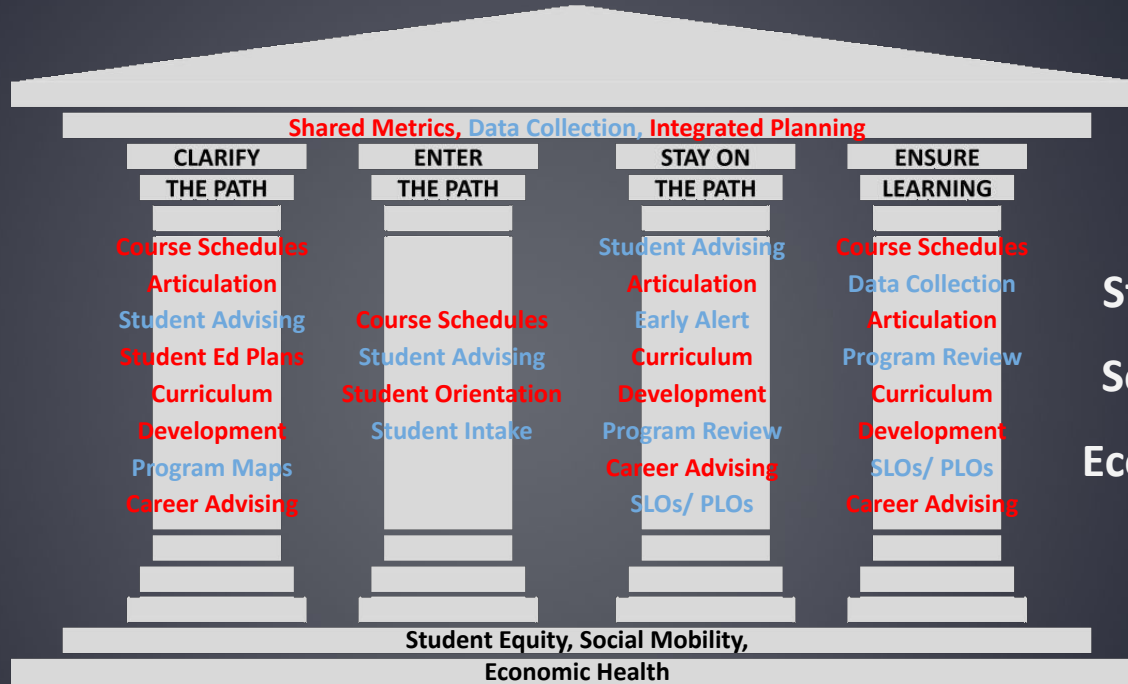 Shared Metrics, Data Collection, Integrated Planning
CLARIFY
THE PATH
Course Schedules
Articulation
Student Advising
Student Ed Plans
Curriculum
Development
Program Maps
Career Advising
ENTER
THE PATH
Course Schedules
Student Advising
Student Orientation
Student Intake
STAY ON
THE PATH
Student Advising
Articulation
Early Alert
Curriculum
Development
Program Review
Career Advising
SLOs/ PLOs
ENSURE
LEARNING
Course Schedules
Data Collection
Articulation
Program Review
Curriculum
Development
SLOs/ PLOs
Career Advising
Student Equity, Social Mobility,
Economic Health